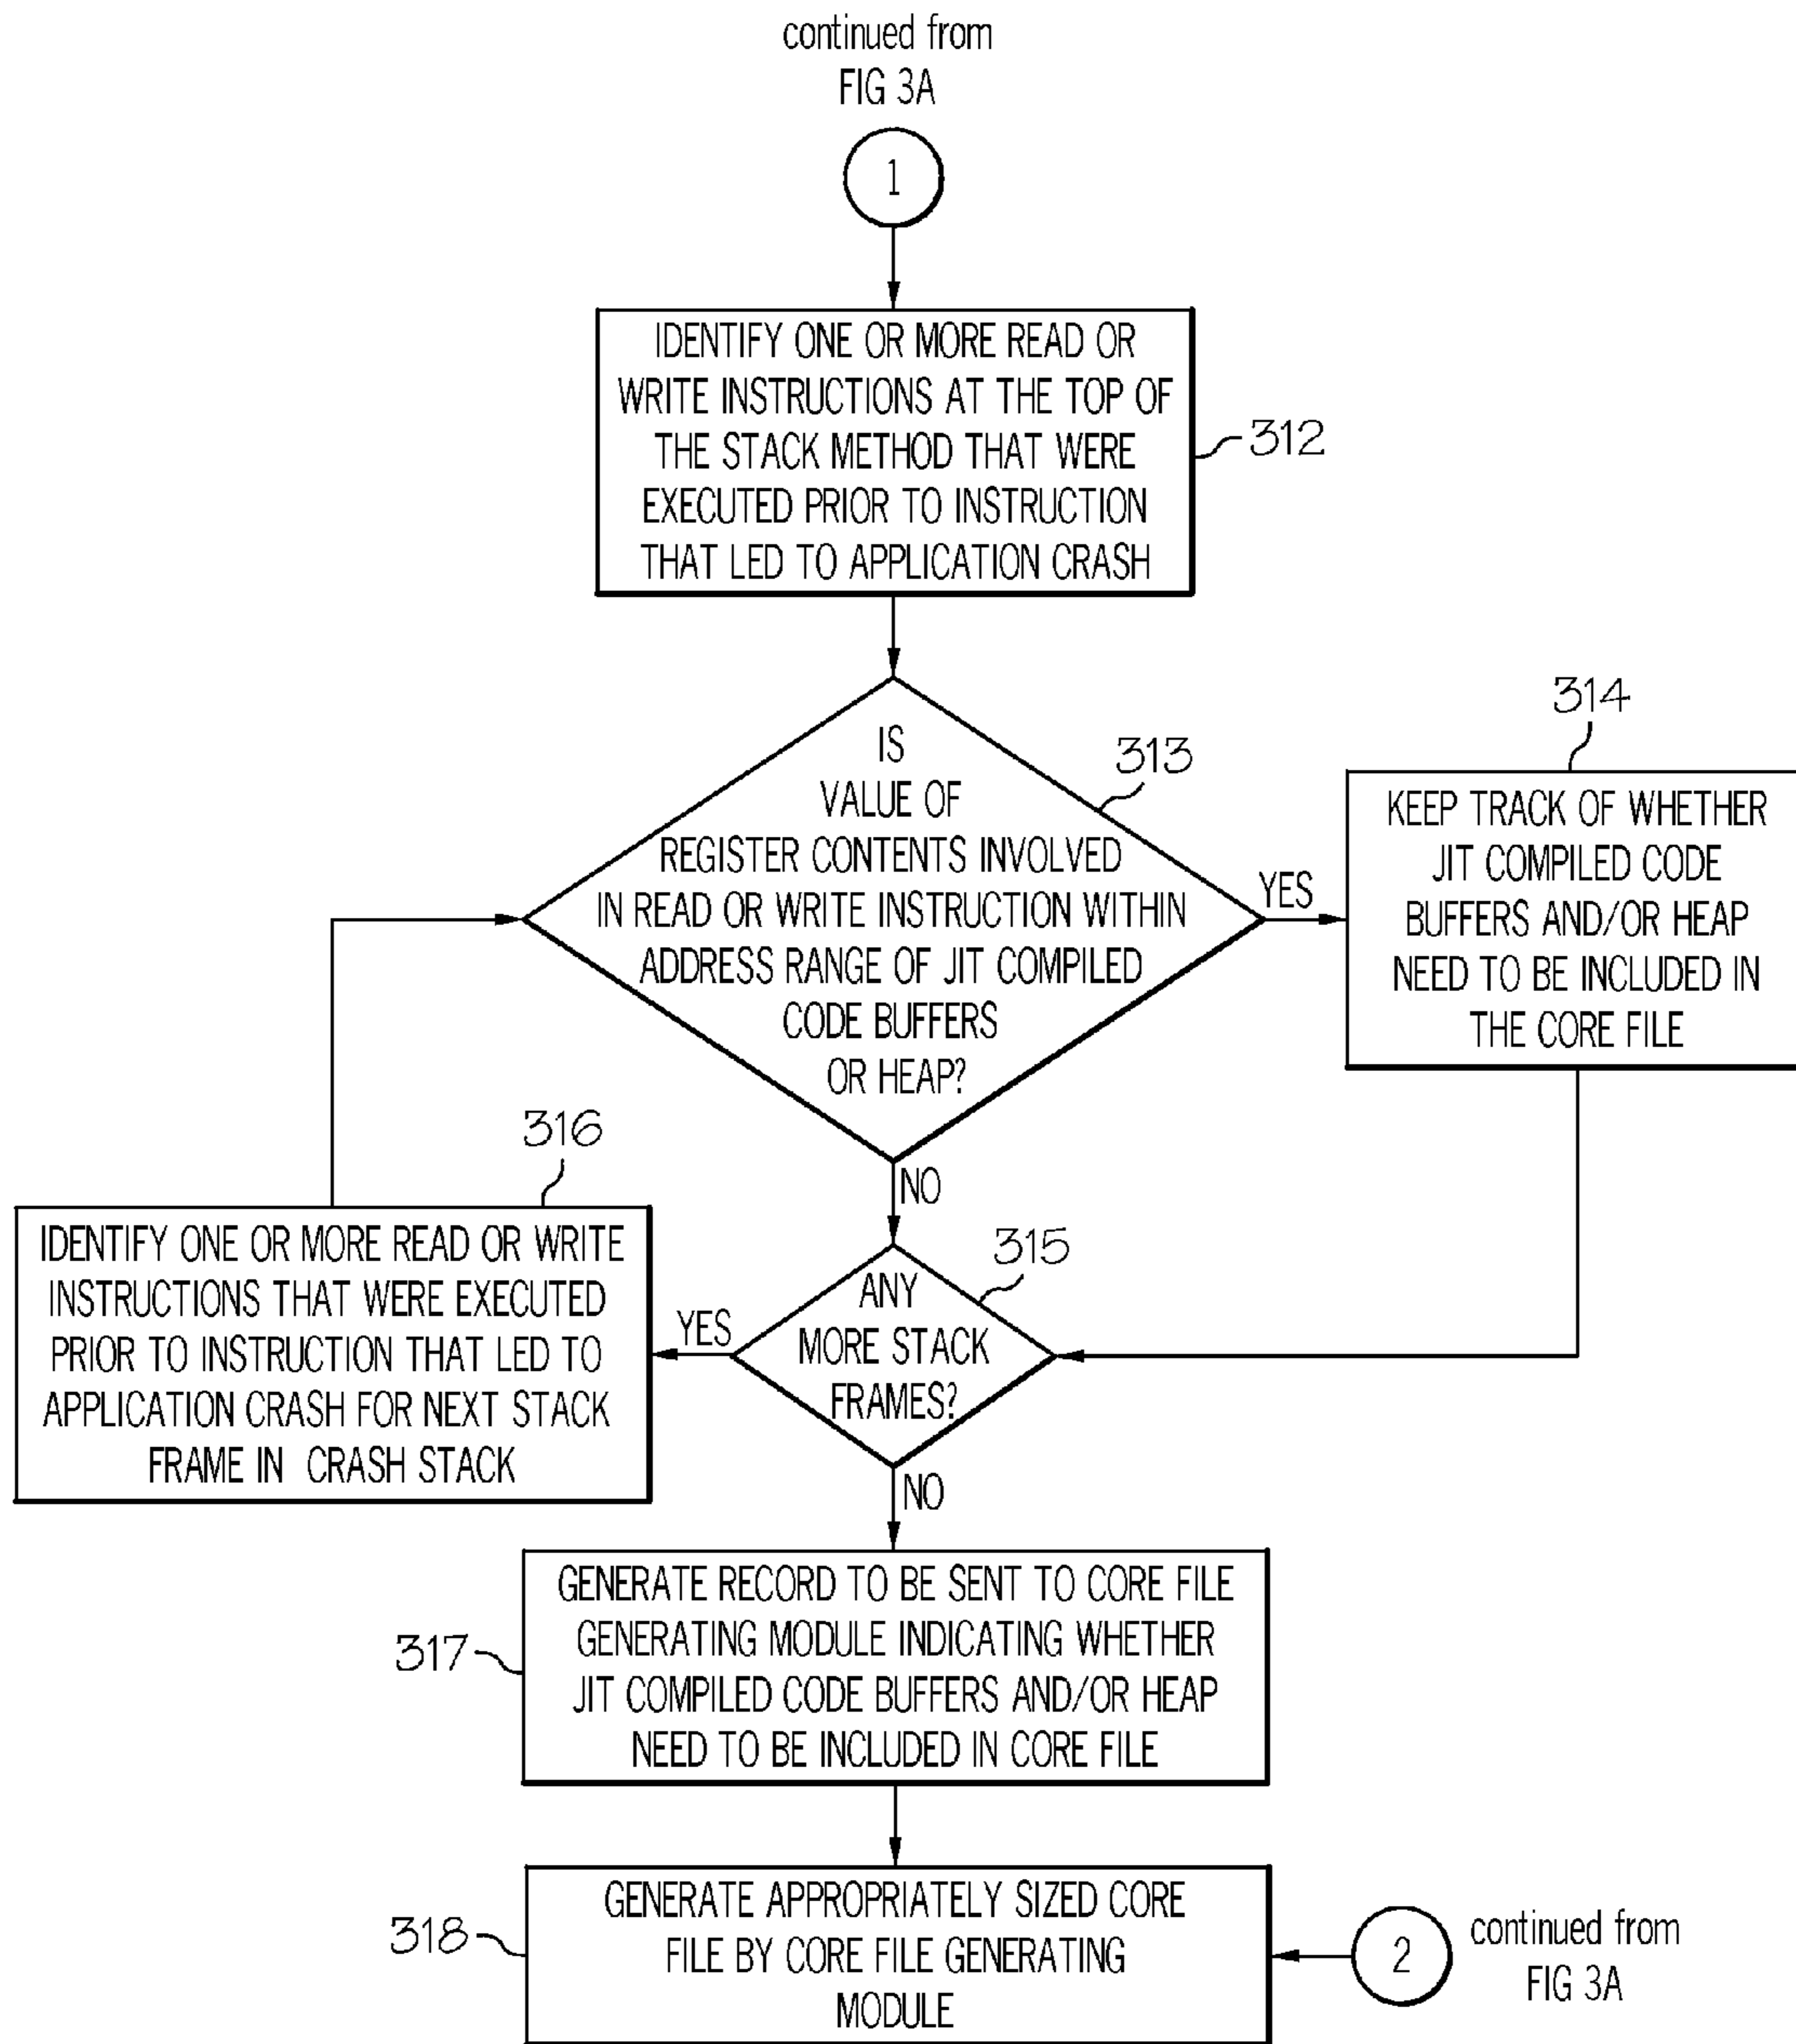 continued from
FIG 3A
1
IDENTIFY ONE OR MORE READ OR
WRITE INSTRUCTIONS AT THE TOP OF
THE STACK METHOD THAT WERE
EXECUTED PRIOR TO INSTRUCTION
THAT LED TO APPLICATION CRASH
312
IS
VALUE OF
REGISTER CONTENTS INVOLVED
IN READ OR WRITE INSTRUCTION WITHIN
ADDRESS RANGE OF JIT COMPILED
CODE BUFFERS
OR HEAP?
313
YES
314
KEEP TRACK OF WHETHER
JIT COMPILED CODE
BUFFERS AND/OR HEAP
NEED TO BE INCLUDED IN
THE CORE FILE
NO
316
IDENTIFY ONE OR MORE READ OR WRITE
INSTRUCTIONS THAT WERE EXECUTED
PRIOR TO INSTRUCTION THAT LED TO
APPLICATION CRASH FOR NEXT STACK
FRAME IN CRASH STACK
YES
ANY
MORE STACK
FRAMES?
315
NO
GENERATE RECORD TO BE SENT TO CORE FILE
GENERATING MODULE INDICATING WHETHER
JIT COMPILED CODE BUFFERS AND/OR HEAP
NEED TO BE INCLUDED IN CORE FILE
317
GENERATE APPROPRIATELY SIZED CORE
FILE BY CORE FILE GENERATING
MODULE
318
2
continued from
FIG 3A